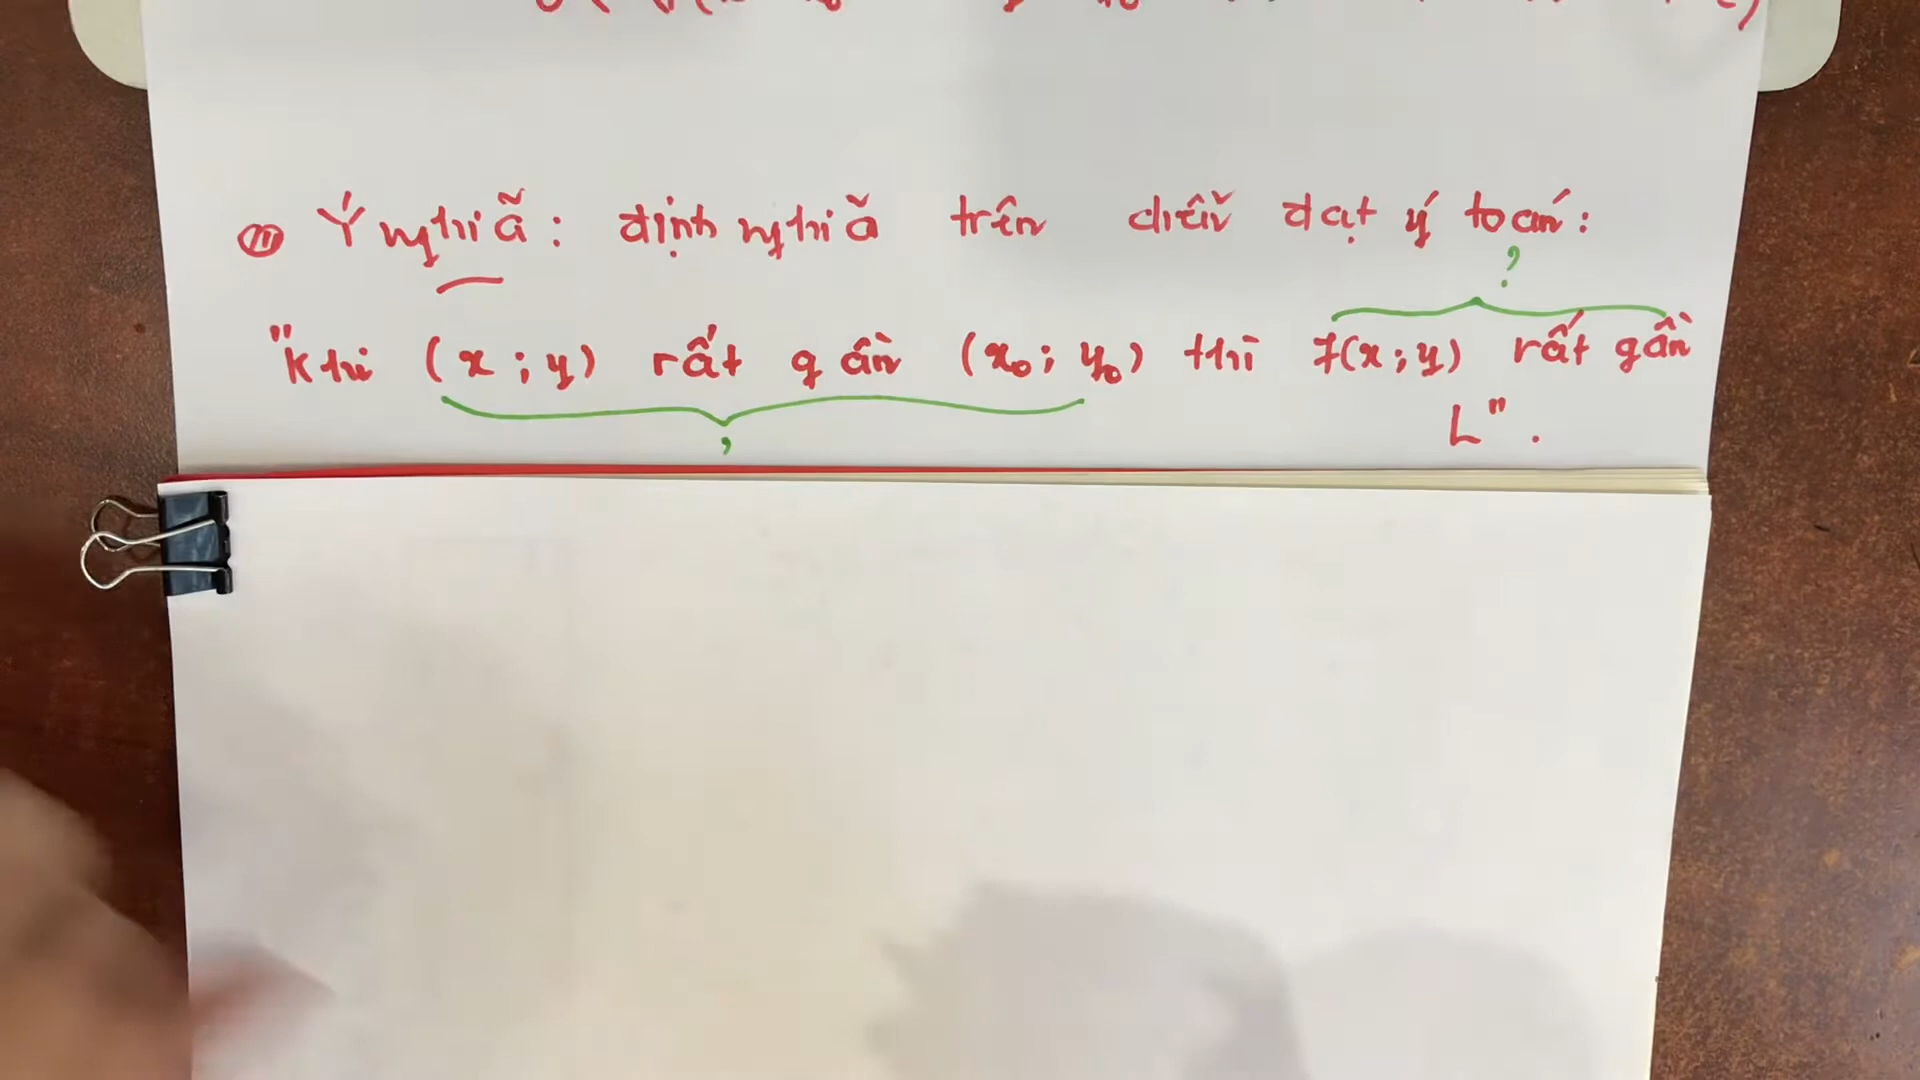 Ý nghĩa: định nghĩa trên diễn đạt ý toán:
?
"Khi (x; y) rất gần (x₀; y₀) thì f(x; y) rất gần
L".